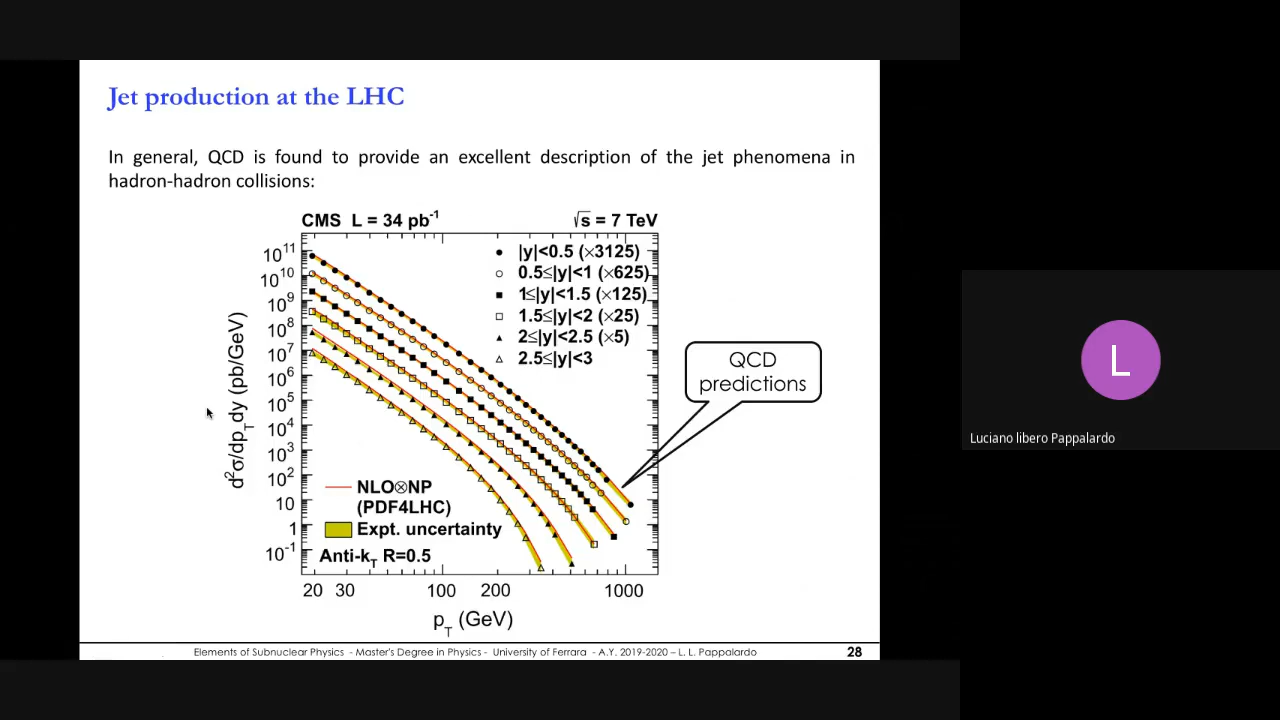 Jet production at the LHC
In general, QCD is found to provide an excellent description of the jet phenomena in
hadron-hadron collisions:
CMS L = 34 pb⁻¹
√s = 7 TeV
|y|<0.5 (×3125)
0.5≤|y|<1 (×625)
1≤|y|<1.5 (×125)
1.5≤|y|<2 (×25)
2≤|y|<2.5 (×5)
2.5≤|y|<3
10¹¹
10¹⁰
10⁹
10⁸
10⁷
10⁶
10⁵
10⁴
10³
10²
10
1
10⁻¹
d²σ/dp_T dy (pb/GeV)
QCD
predictions
NLO⊗NP
(PDF4LHC)
Expt. uncertainty
Anti-k_T R=0.5
20 30 100 200 1000
p_T (GeV)
Elements of Subnuclear Physics - Master's Degree in Physics - University of Ferrara - A.Y. 2019-2020 – L. L. Pappalardo
28
L
Luciano libero Pappalardo